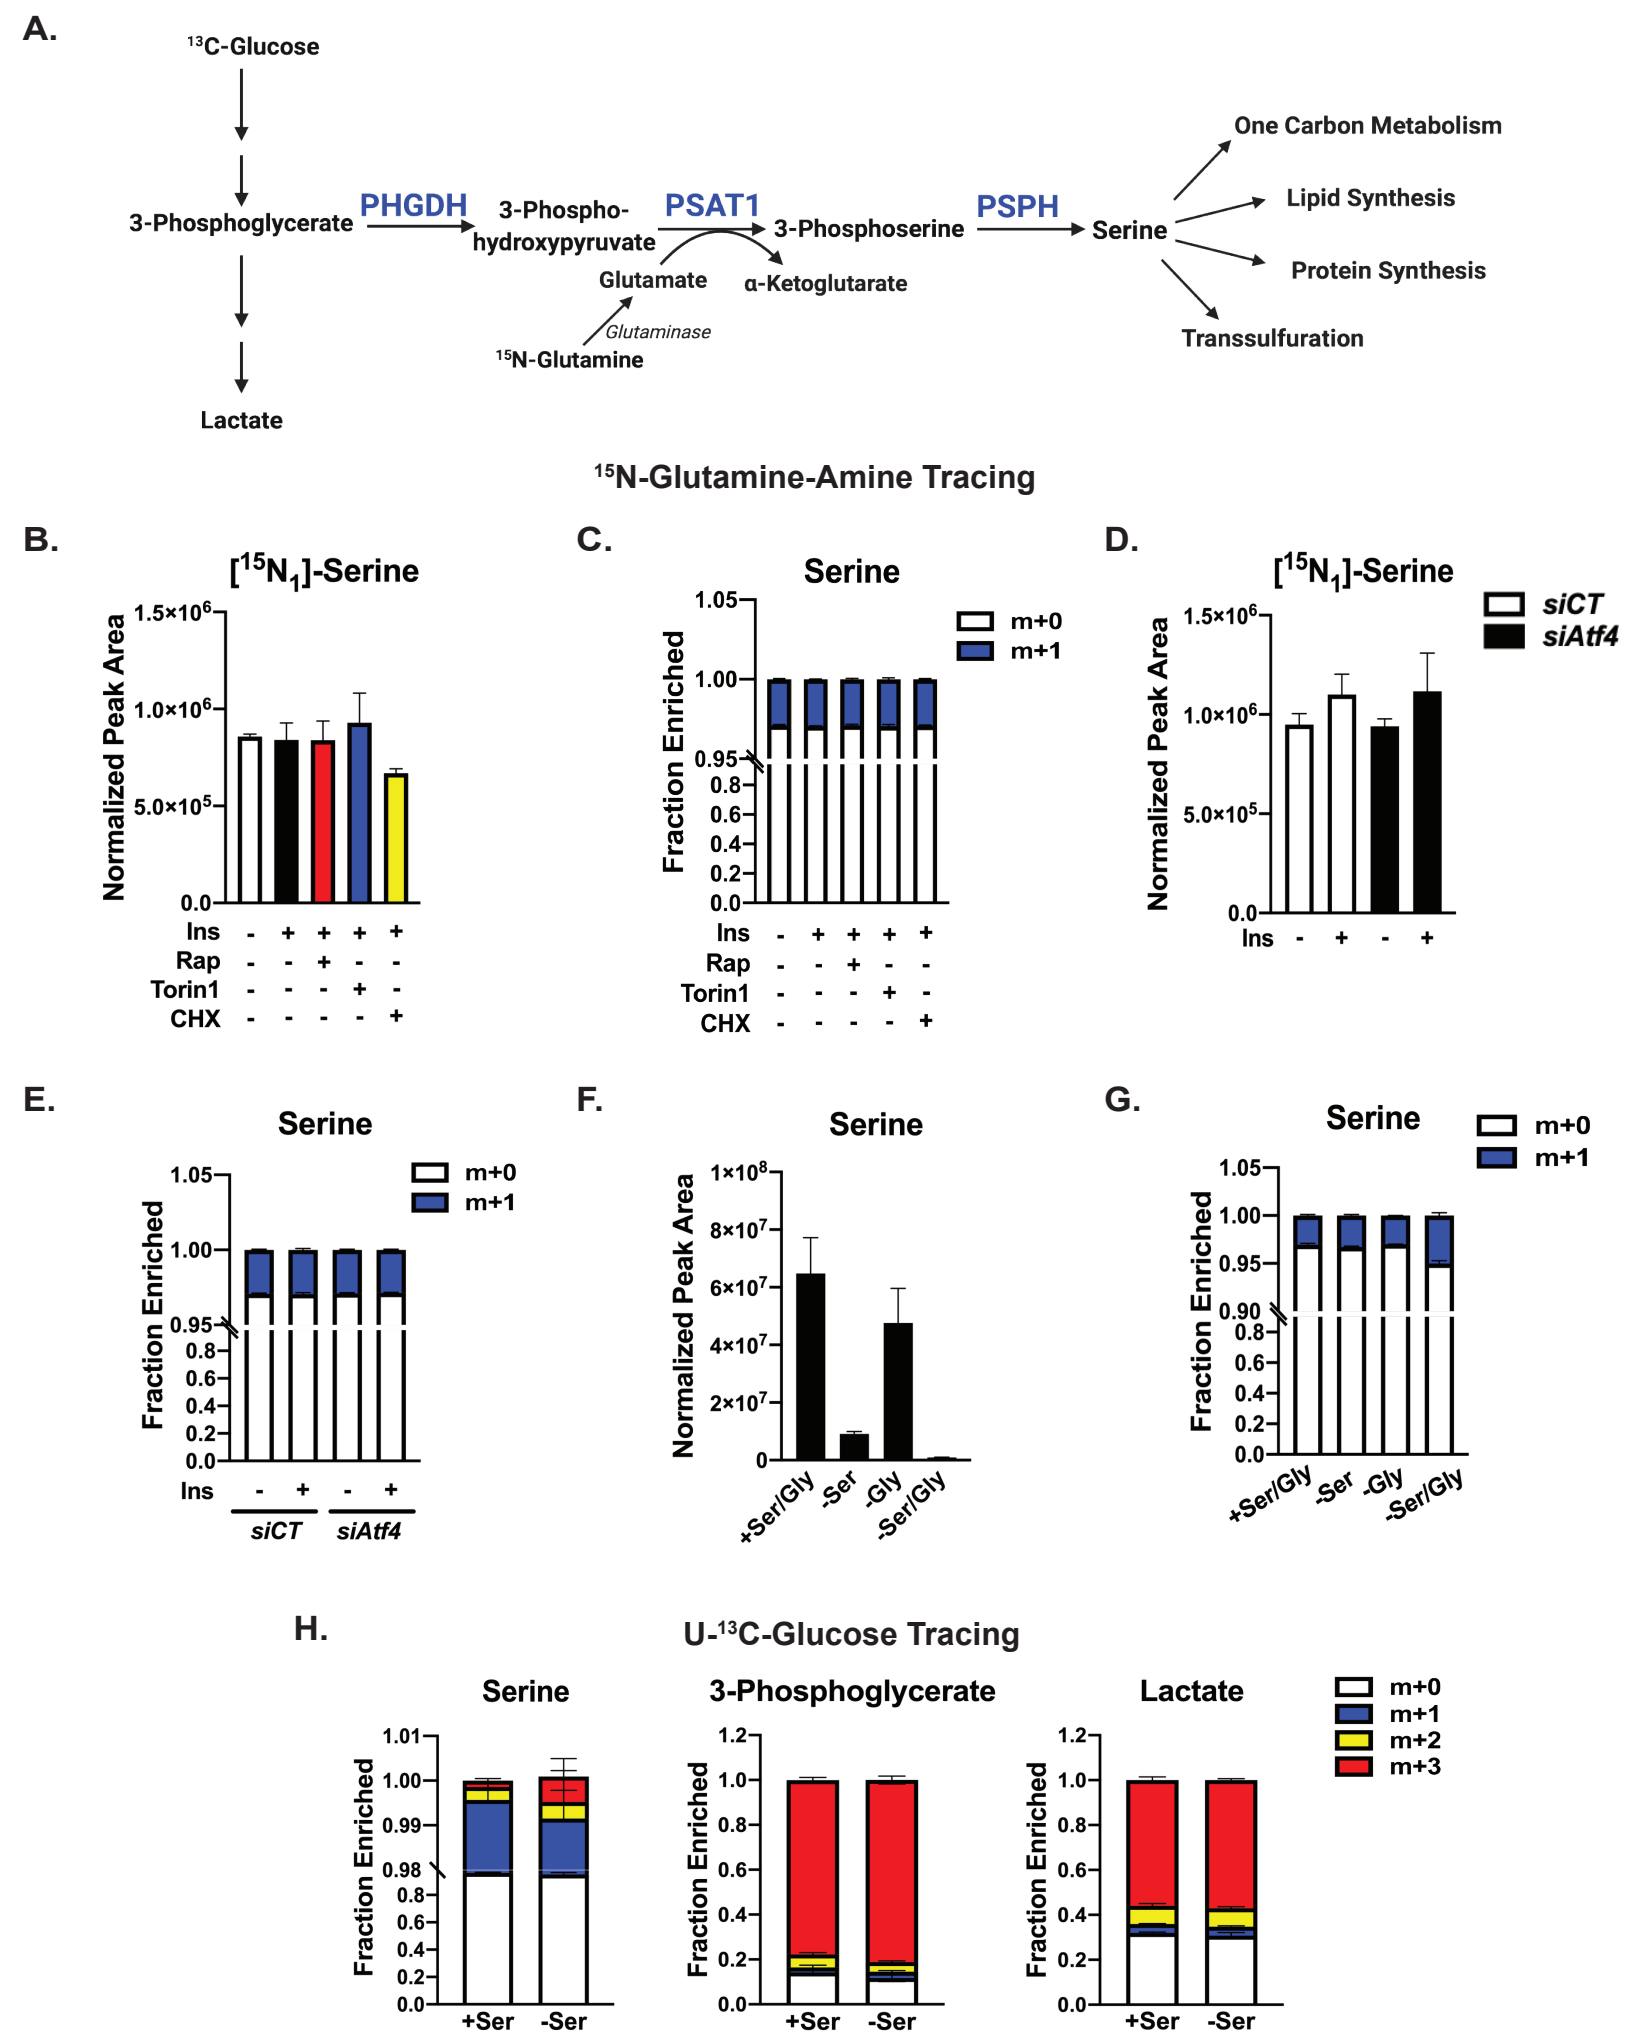 A.
¹³C-Glucose
3-Phosphoglycerate
PHGDH
3-Phospho-
hydroxypyruvate
PSAT1
3-Phosphoserine
PSPH
Serine
Glutamate
α-Ketoglutarate
Glutaminase
¹⁵N-Glutamine
Lactate
One Carbon Metabolism
Lipid Synthesis
Protein Synthesis
Transsulfuration
¹⁵N-Glutamine-Amine Tracing
B.
[¹⁵N₁]-Serine
Normalized Peak Area
1.5×10⁶
1.0×10⁶
5.0×10⁵
0.0
Ins - + + + +
Rap - - + - -
Torin1 - - - + -
CHX - - - - +
C.
Serine
Fraction Enriched
1.05
1.00
0.95
0.8
0.6
0.4
0.2
0.0
m+0
m+1
Ins - + + + +
Rap - - + - -
Torin1 - - - + -
CHX - - - - +
D.
[¹⁵N₁]-Serine
Normalized Peak Area
1.5×10⁶
1.0×10⁶
5.0×10⁵
0.0
Ins - + - +
siCT
siAtf4
E.
Serine
Fraction Enriched
1.05
1.00
0.95
0.8
0.6
0.4
0.2
0.0
m+0
m+1
Ins - + - +
siCT siAtf4
F.
Serine
Normalized Peak Area
1×10⁸
8×10⁷
6×10⁷
4×10⁷
2×10⁷
0
+Ser/Gly
-Ser
-Gly
-Ser/Gly
G.
Serine
Fraction Enriched
1.05
1.00
0.95
0.90
0.8
0.6
0.4
0.2
0.0
m+0
m+1
+Ser/Gly
-Ser
-Gly
-Ser/Gly
H.
U-¹³C-Glucose Tracing
Serine
Fraction Enriched
1.01
1.00
0.99
0.98
0.8
0.6
0.4
0.2
0.0
+Ser -Ser
3-Phosphoglycerate
Fraction Enriched
1.2
1.0
0.8
0.6
0.4
0.2
0.0
+Ser -Ser
Lactate
Fraction Enriched
1.2
1.0
0.8
0.6
0.4
0.2
0.0
+Ser -Ser
m+0
m+1
m+2
m+3